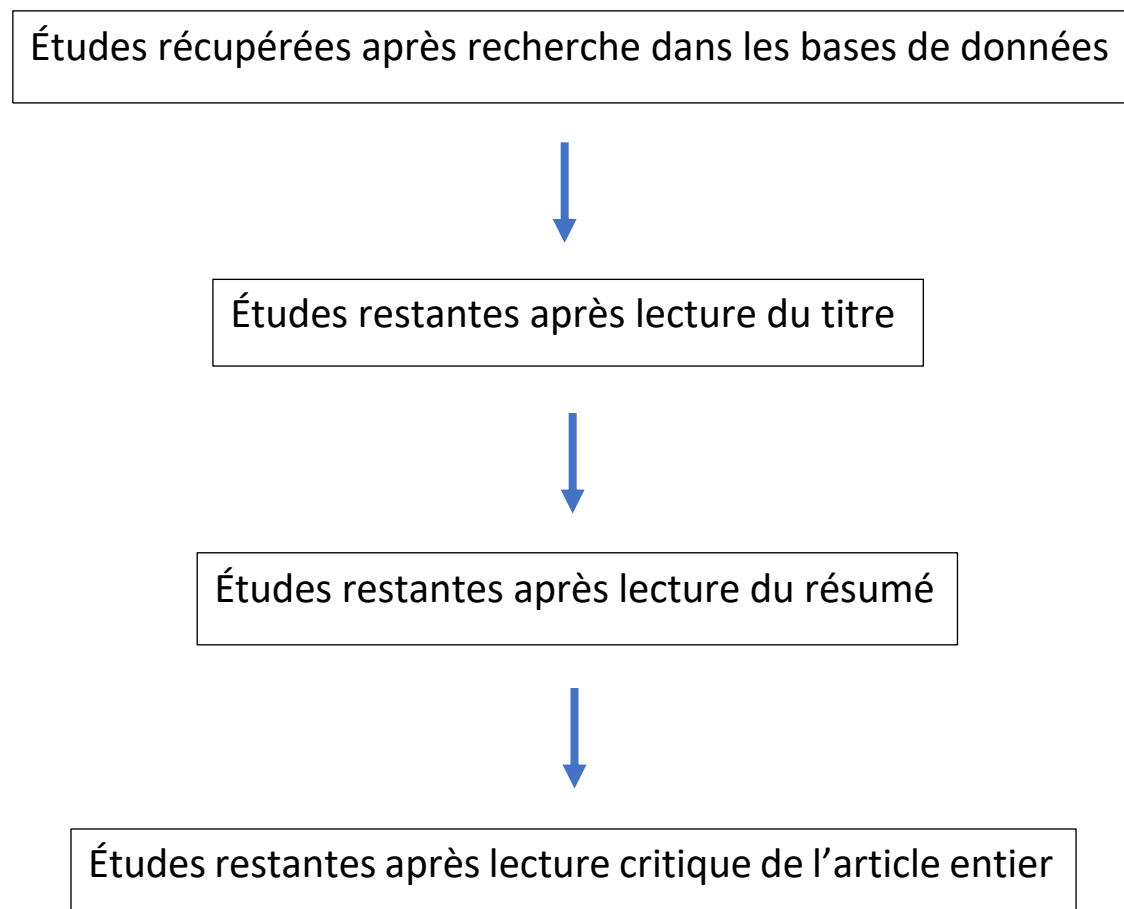 Études récupérées après recherche dans les bases de données
Études restantes après lecture du titre
Études restantes après lecture du résumé
Études restantes après lecture critique de l’article entier